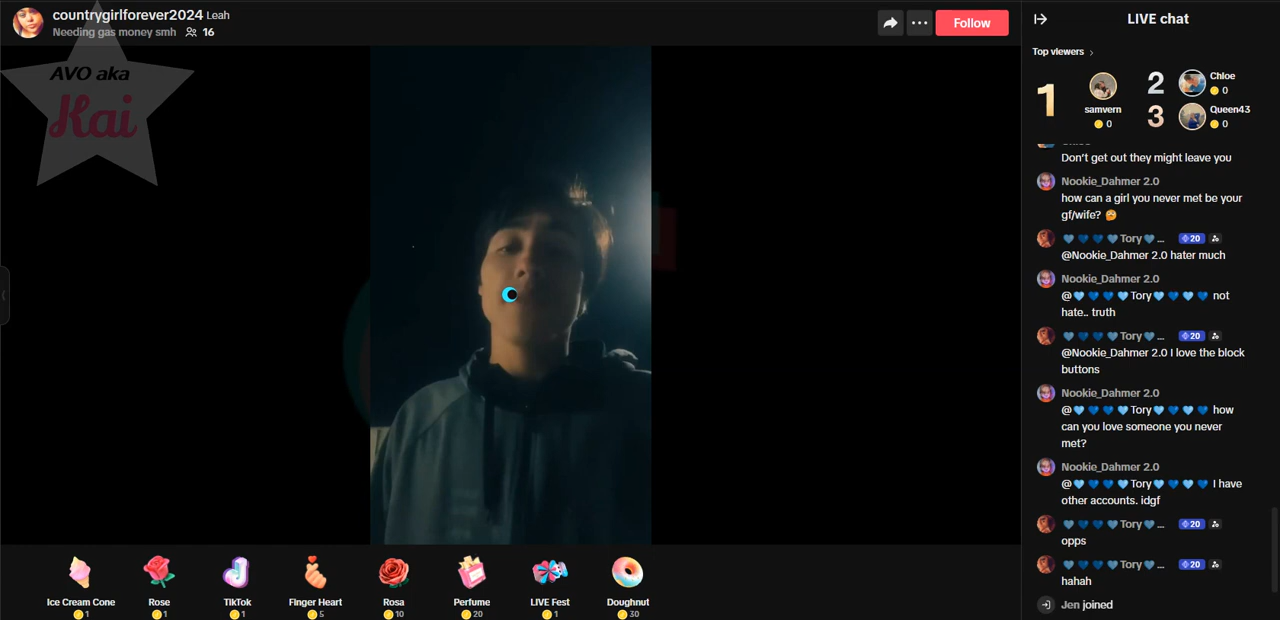 countrygirlforever2024 Leah
Needing gas money smh 16
Follow
AVO aka
Kai
LIVE chat
Top viewers
1
samvern
0
2
Chloe
0
3
Queen43
0
Don't get out they might leave you
Nookie_Dahmer 2.0
how can a girl you never met be your
gf/wife? 🤕
💙 💙 💙 💙 Tory 💙 ... 20
@Nookie_Dahmer 2.0 hater much
Nookie_Dahmer 2.0
@🩵 💙 💙 🩵 Tory 🩵 💙 🩵 💙 not
hate.. truth
💙 💙 💙 💙 Tory 💙 ... 20
@Nookie_Dahmer 2.0 I love the block
buttons
Nookie_Dahmer 2.0
@🩵 💙 💙 🩵 Tory 🩵 💙 🩵 💙 how
can you love someone you never
met?
Nookie_Dahmer 2.0
@🩵 💙 💙 🩵 Tory 🩵 💙 🩵 💙 I have
other accounts. idgf
💙 💙 💙 💙 Tory 💙 ... 20
opps
💙 💙 💙 💙 Tory 💙 ... 20
hahah
Jen joined
Ice Cream Cone
1
Rose
1
TikTok
1
Finger Heart
5
Rosa
10
Perfume
20
LIVE Fest
1
Doughnut
30